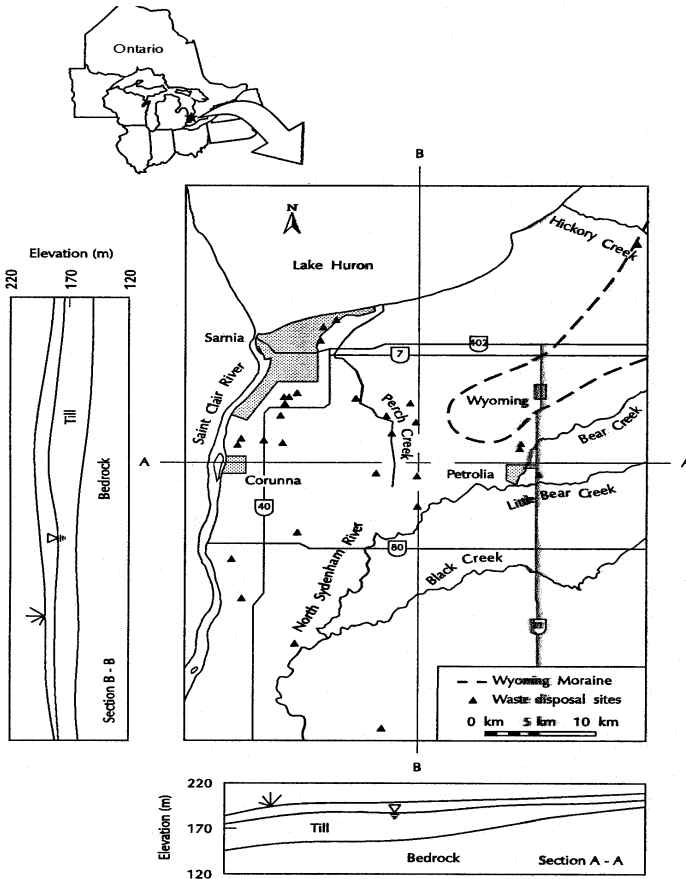 Ontario
B
N
Hickory Creek
Elevation (m)
220
170
120
Lake Huron
Sarnia
402
7
Saint Clair River
Perch Creek
Wyoming
Bear Creek
Till
Bedrock
A
A
Petrolia
Corunna
Little Bear Creek
40
North Sydenham River
80
Black Creek
Section B - B
Wyoming Moraine
Waste disposal sites
0 km 5 km 10 km
B
220
Elevation (m)
170
Till
120
Bedrock
Section A - A